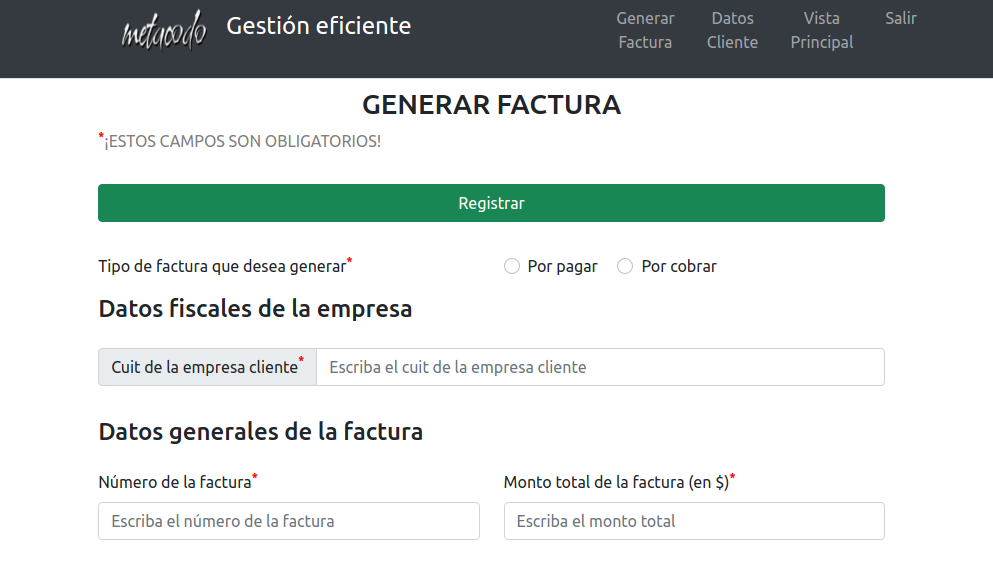 metacodo
Gestión eficiente
Generar
Factura
Datos
Cliente
Vista
Principal
Salir
GENERAR FACTURA
*¡ESTOS CAMPOS SON OBLIGATORIOS!
Registrar
Tipo de factura que desea generar*
Por pagar
Por cobrar
Datos fiscales de la empresa
Cuit de la empresa cliente*
Escriba el cuit de la empresa cliente
Datos generales de la factura
Número de la factura*
Monto total de la factura (en $)*
Escriba el número de la factura
Escriba el monto total